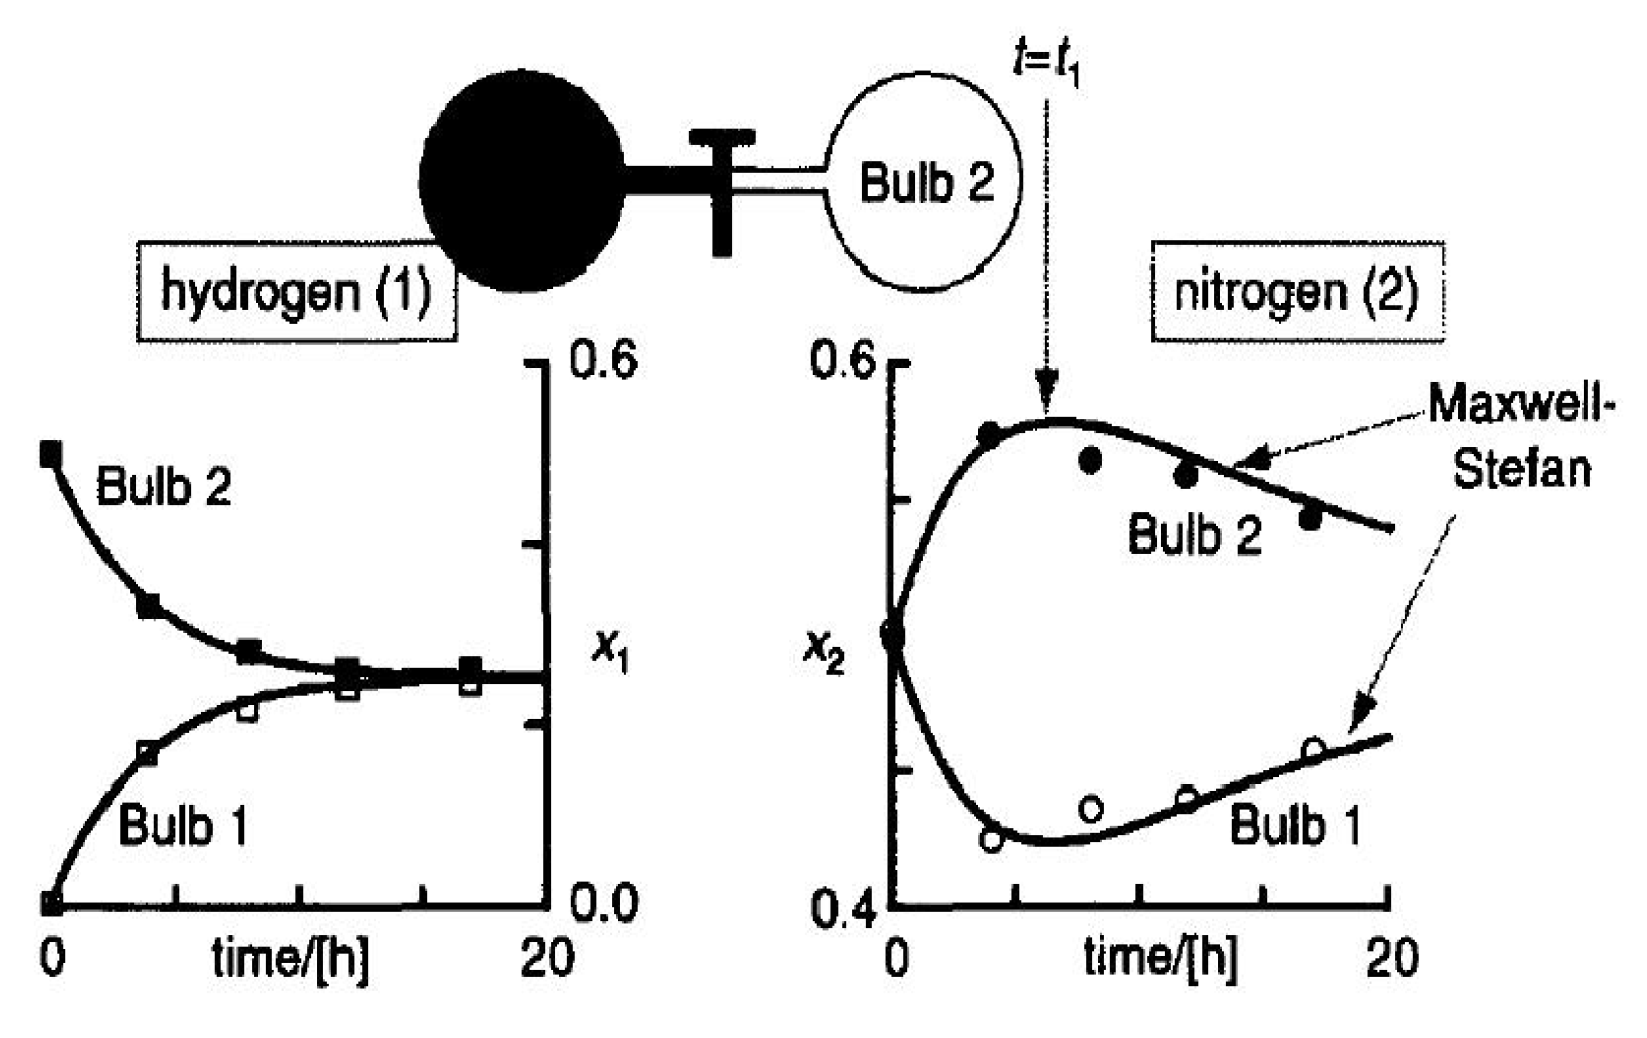 t=t1
Bulb 2
hydrogen (1)
nitrogen (2)
0.6
Bulb 2
x1
Bulb 1
0.0
0
time/[h]
20
0.6
Maxwell-
Stefan
Bulb 2
x2
Bulb 1
0.4
0
time/[h]
20